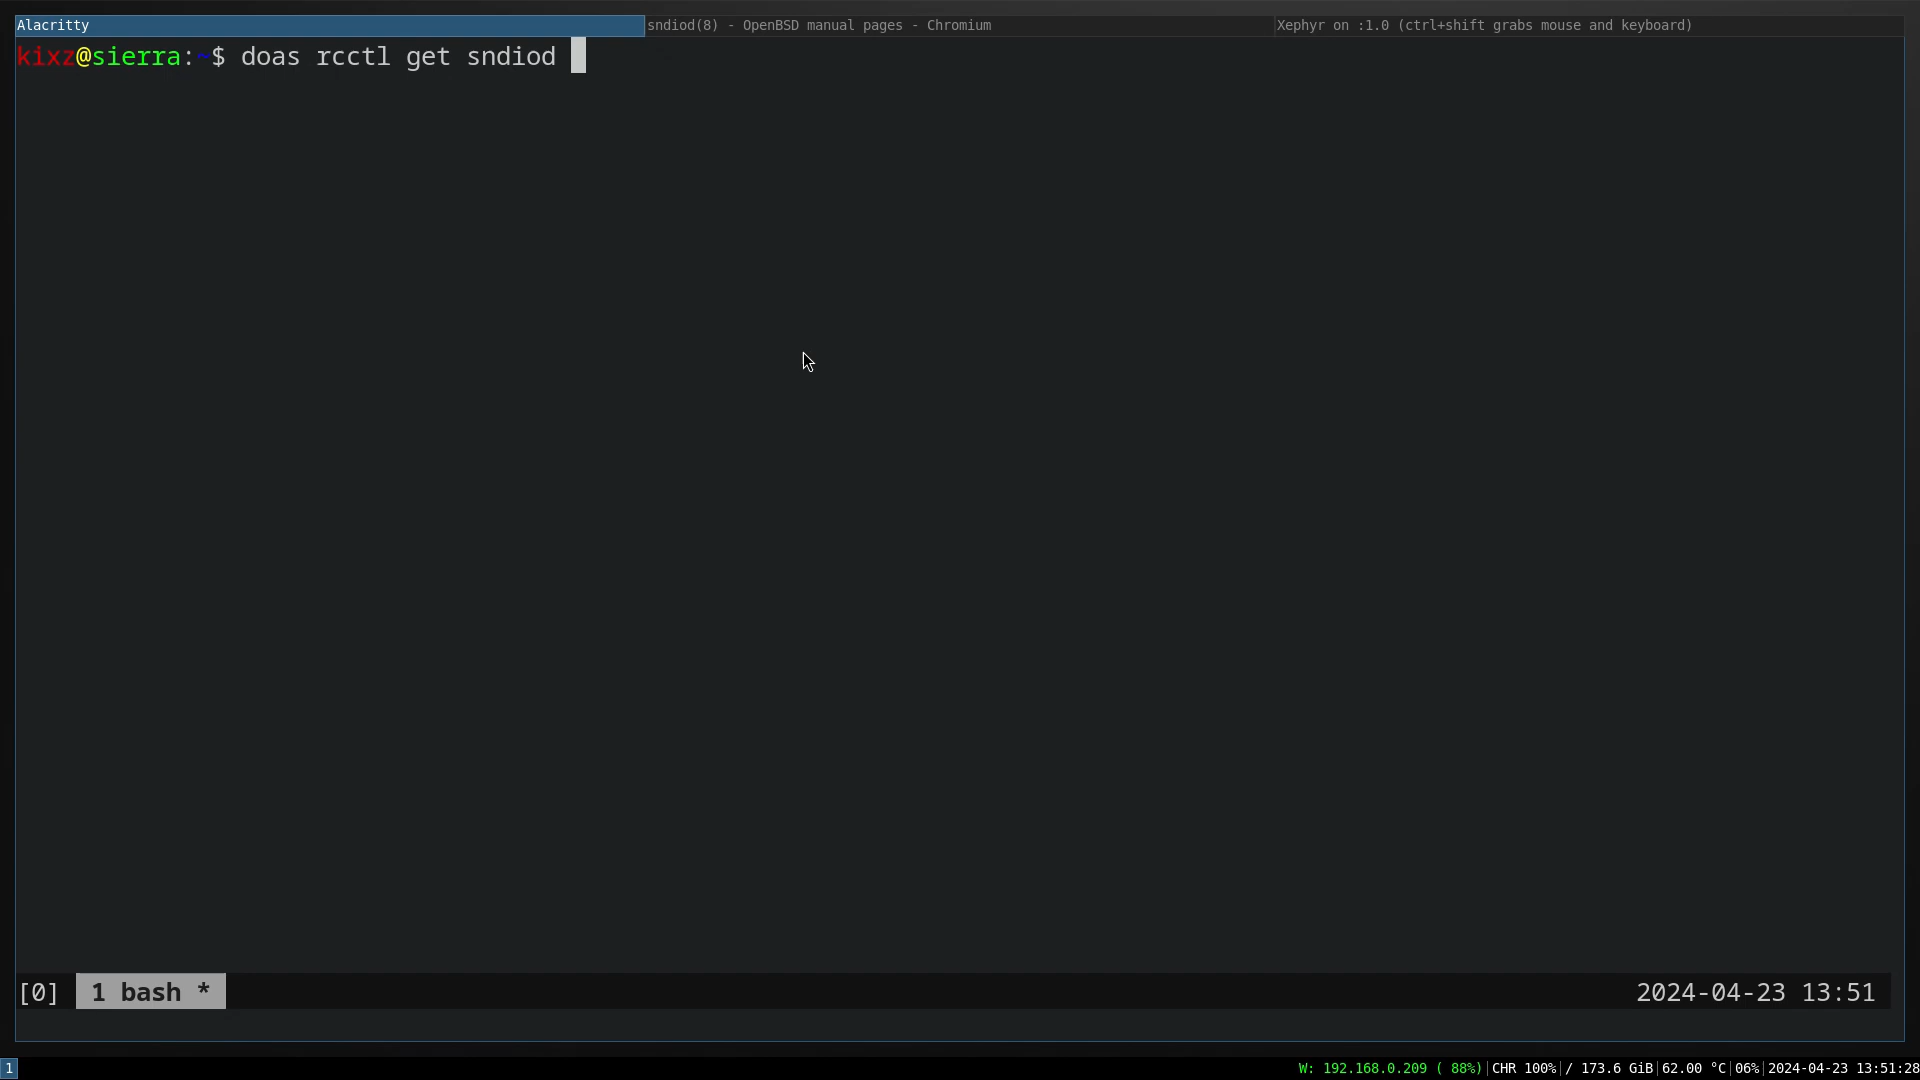 Alacritty
sndiod(8) - OpenBSD manual pages - Chromium
Xephyr on :1.0 (ctrl+shift grabs mouse and keyboard)
kixz@sierra:~$ doas rcctl get sndiod
[0] 1 bash * 2024-04-23 13:51
1 W: 192.168.0.209 ( 88%)|CHR 100%|/ 173.6 GiB|62.00 °C|06%|2024-04-23 13:51:28